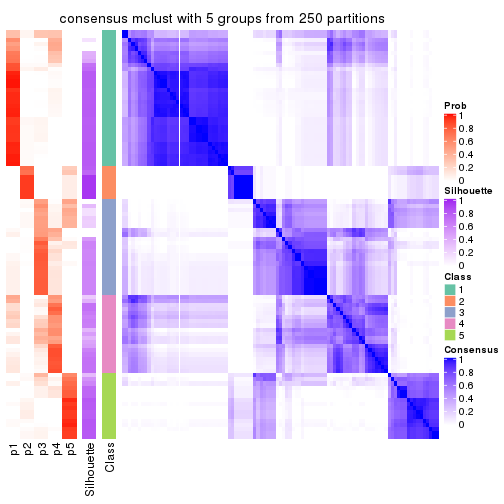 consensus mclust with 5 groups from 250 partitions
Prob
1
0.8
0.6
0.4
0.2
0
Silhouette
1
0.8
0.6
0.4
0.2
0
Class
1
2
3
4
5
Consensus
1
0.8
0.6
0.4
0.2
0
p1
p2
p3
p4
p5
Silhouette
Class